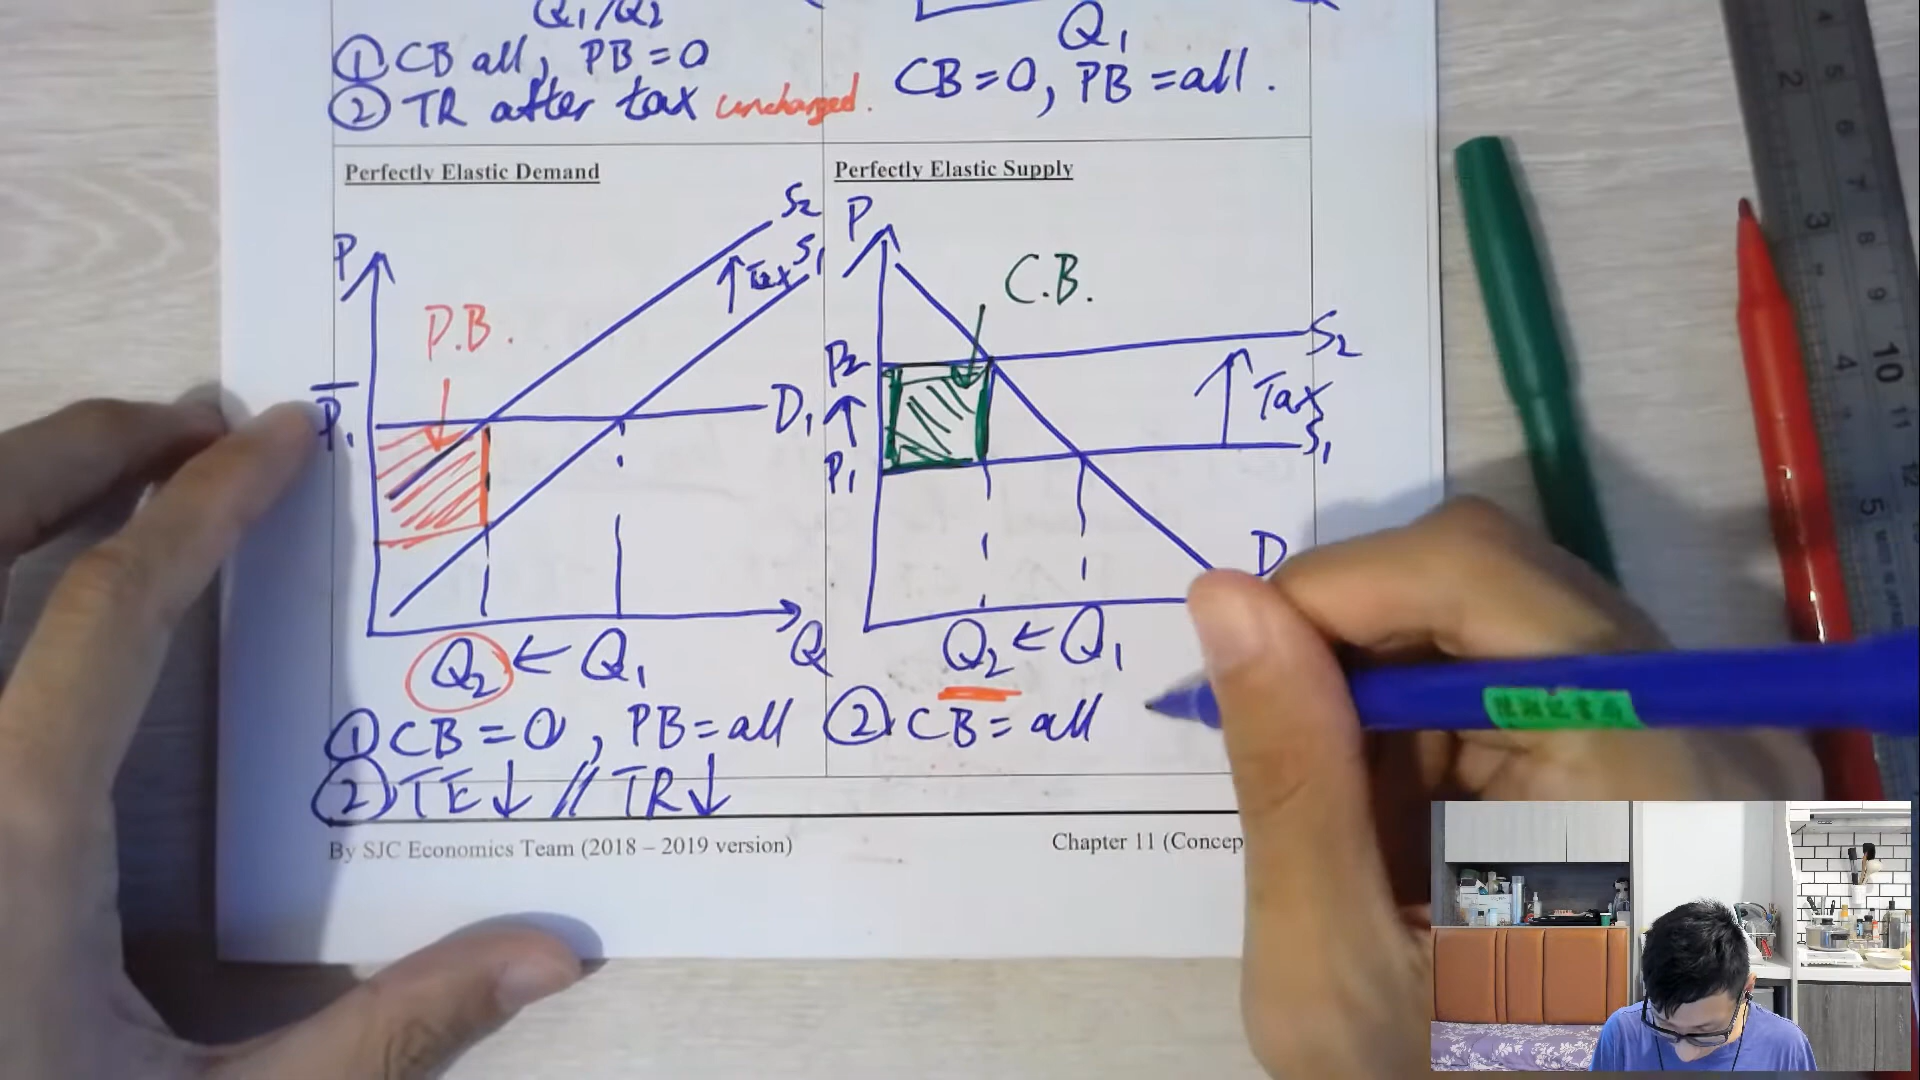 Q1/Q2
① CB all, PB = 0
② TR after tax uncharged.
Q1
CB = 0, PB = all.
Perfectly Elastic Demand
P
S2
S1
↑ Tax
P.B.
P1
D1
Q2 ← Q1
Q
① CB = 0, PB = all
② TE↓ // TR↓
Perfectly Elastic Supply
P
C.B.
P2
↑
P1
S2
↑ Tax
S1
D
Q2 ← Q1
② CB = all
By SJC Economics Team (2018 – 2019 version)
Chapter 11 (Concep